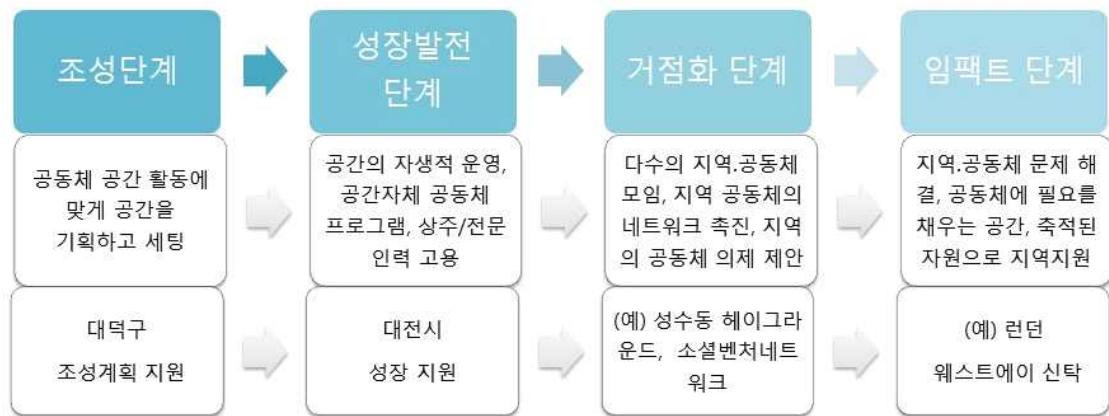 조성단계
성장발전
단계
거점화 단계
임팩트 단계
공동체 공간 활동에
맞게 공간을
기획하고 세팅
공간의 자생적 운영,
공간자체 공동체
프로그램, 상주/전문
인력 고용
다수의 지역.공동체
모임, 지역 공동체의
네트워크 촉진, 지역
의 공동체 의제 제안
지역.공동체 문제 해
결, 공동체에 필요를
채우는 공간, 축적된
자원으로 지역지원
대덕구
조성계획 지원
대전시
성장 지원
(예) 성수동 헤이그라
운드, 소셜벤처네트
워크
(예) 런던
웨스트에이 신탁